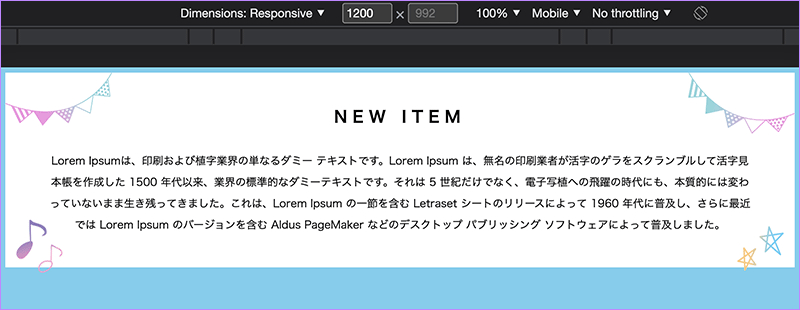 Dimensions: Responsive ▼ 1200 × 992 100% ▼ Mobile ▼ No throttling ▼
NEW ITEM
Lorem Ipsumは、印刷および植字業界の単なるダミー テキストです。Lorem Ipsum は、無名の印刷業者が活字のゲラをスクランブルして活字見
本帳を作成した 1500 年代以来、業界の標準的なダミーテキストです。それは 5 世紀だけでなく、電子写植への飛躍の時代にも、本質的には変わ
っていないまま生き残ってきました。これは、Lorem Ipsum の一節を含む Letraset シートのリリースによって 1960 年代に普及し、さらに最近
では Lorem Ipsum のバージョンを含む Aldus PageMaker などのデスクトップ パブリッシング ソフトウェアによって普及しました。